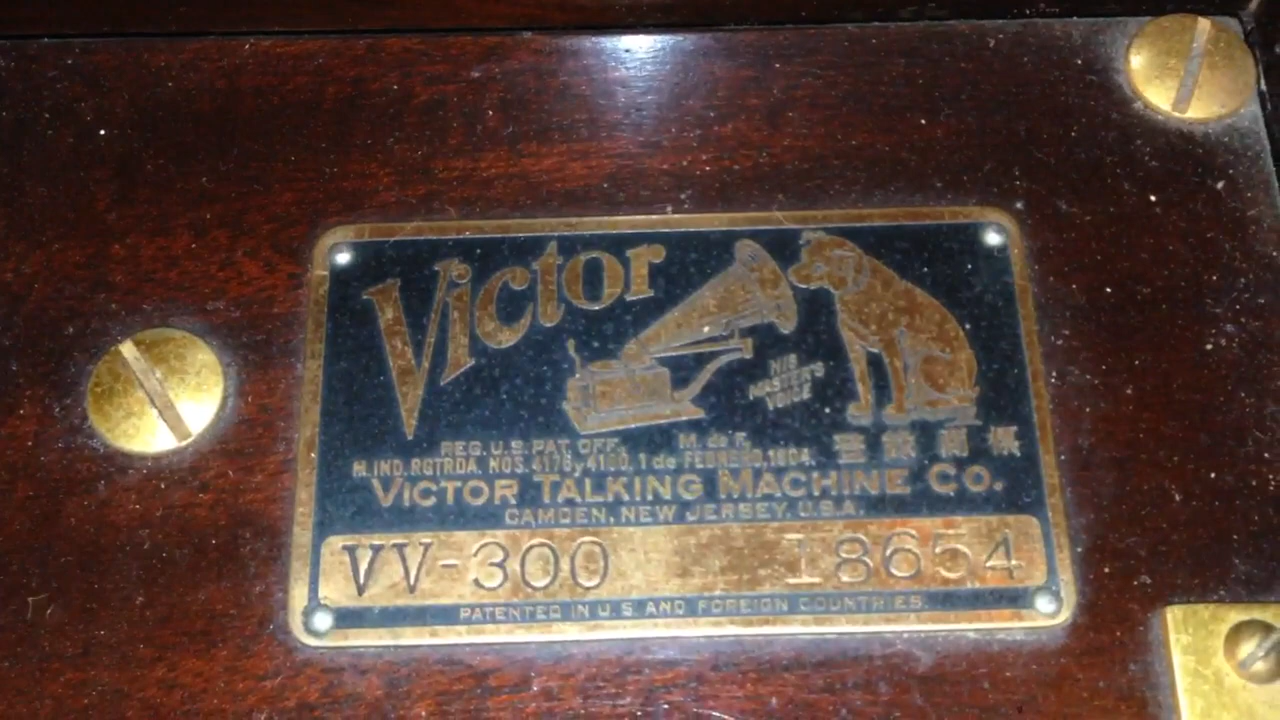 Victor
HIS
MASTER'S
VOICE
REG. U.S. PAT. OFF. M. de F.
M. IND. RGTRDA. NOS. 4178 y 4180, 1 de FEBRERO, 1904.
VICTOR TALKING MACHINE CO.
CAMDEN, NEW JERSEY, U.S.A.
VV-300 18654
PATENTED IN U.S. AND FOREIGN COUNTRIES.